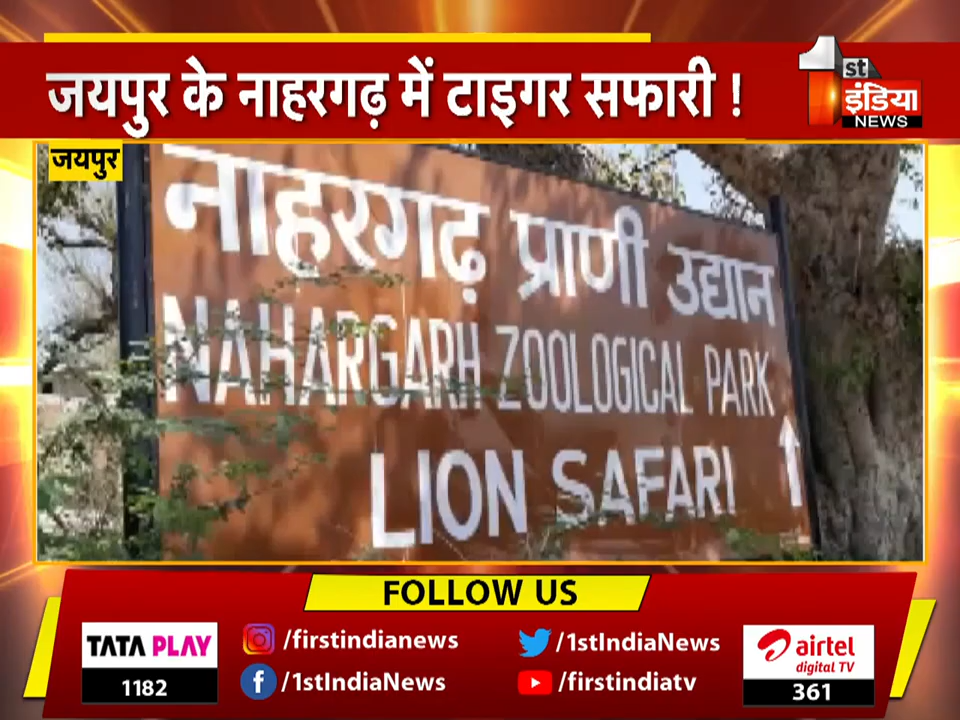 जयपुर के नाहरगढ़ में टाइगर सफारी !
1st
इंडिया
NEWS
जयपुर
नाहरगढ़ प्राणी उद्यान
NAHARGARH ZOOLOGICAL PARK
LION SAFARI
FOLLOW US
TATA PLAY
1182
/firstindianews
/1stIndiaNews
/1stIndiaNews
/firstindiatv
airtel
digital TV
361